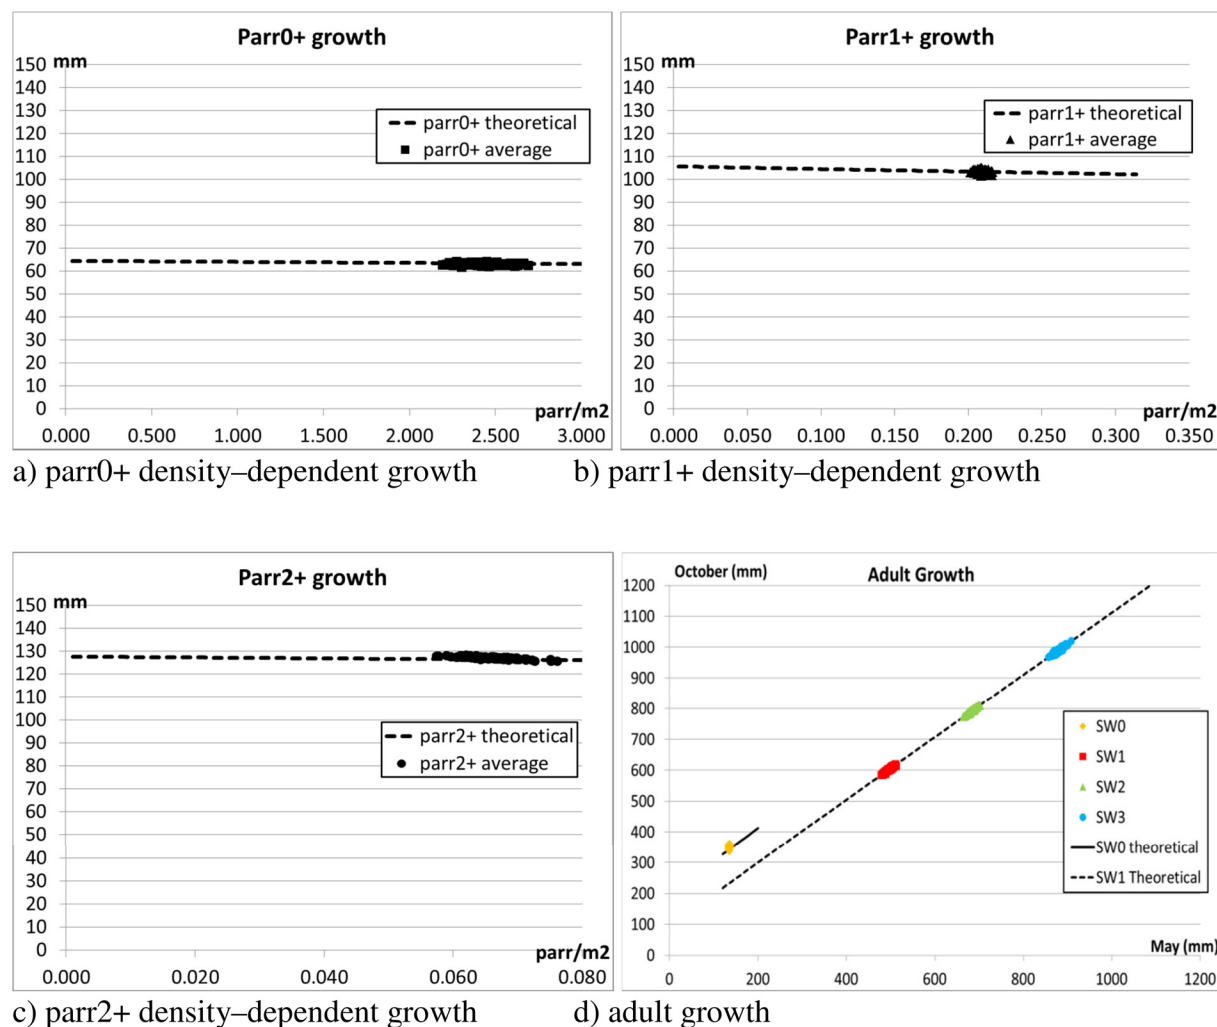 Parr0+ growth
mm
150
140
130
120
110
100
90
80
70
60
50
40
30
20
10
0
parr0+ theoretical
parr0+ average
parr/m2
0.000 0.500 1.000 1.500 2.000 2.500 3.000
a) parr0+ density–dependent growth
Parr1+ growth
mm
150
140
130
120
110
100
90
80
70
60
50
40
30
20
10
0
parr1+ theoretical
parr1+ average
parr/m2
0.000 0.050 0.100 0.150 0.200 0.250 0.300 0.350
b) parr1+ density–dependent growth
Parr2+ growth
mm
150
140
130
120
110
100
90
80
70
60
50
40
30
20
10
0
parr2+ theoretical
parr2+ average
parr/m2
0.000 0.020 0.040 0.060 0.080
c) parr2+ density–dependent growth
October (mm)
Adult Growth
1200
1100
1000
900
800
700
600
500
400
300
200
100
0
SW0
SW1
SW2
SW3
SW0 theoretical
SW1 Theoretical
May (mm)
0 200 400 600 800 1000 1200
d) adult growth